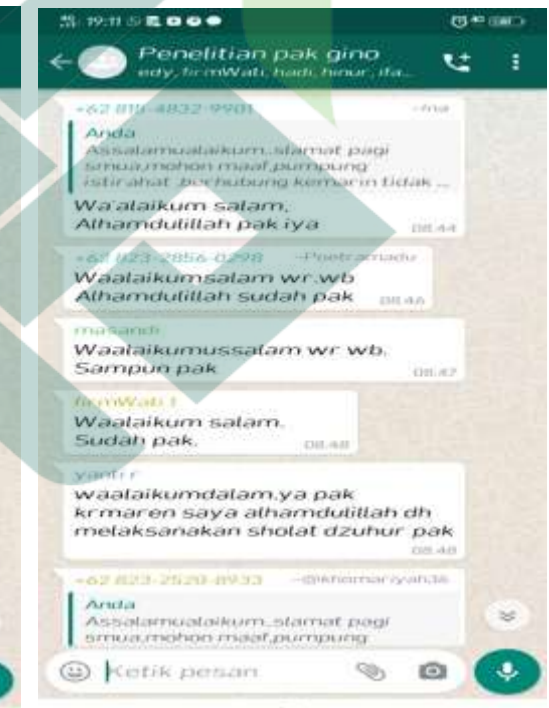 19:11
Penelitian pak gino
edy, firmWati, hadi, hinur, ifa...
+62 819-4832-9901
Anda
Assalamualaikum..slamat pagi
smua,mohon maaf,pumpung
istirahat .berhubung kemarin tidak ...
Wa'alaikum salam,
Alhamdulillah pak iya
08.44
+62 823-2856-0298 ~Poetramadu
Waalaikumsalam wr.wb
Alhamdulillah sudah pak
08.46
masandi
Waalaikumussalam wr wb.
Sampun pak
08.47
firmWati 1
Waalaikum salam.
Sudah pak.
08.48
yanti r
waalaikumdalam.ya pak
krmaren saya alhamdulillah dh
melaksanakan sholat dzuhur pak
08.48
+62 823-2520-8933 ~@khomariyah36
Anda
Assalamualaikum..slamat pagi
smua,mohon maaf,pumpung
Ketik pesan